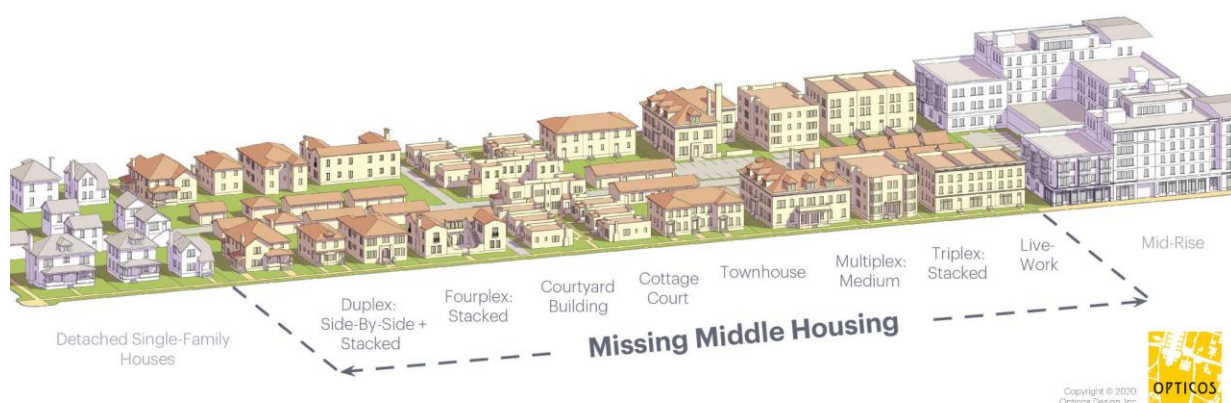 Detached Single-Family
Houses
Duplex:
Side-By-Side +
Stacked
Fourplex:
Stacked
Courtyard
Building
Cottage
Court
Townhouse
Multiplex:
Medium
Triplex:
Stacked
Live-
Work
Mid-Rise
Missing Middle Housing
Copyright © 2020
Opticos Design, Inc.
OPTICOS